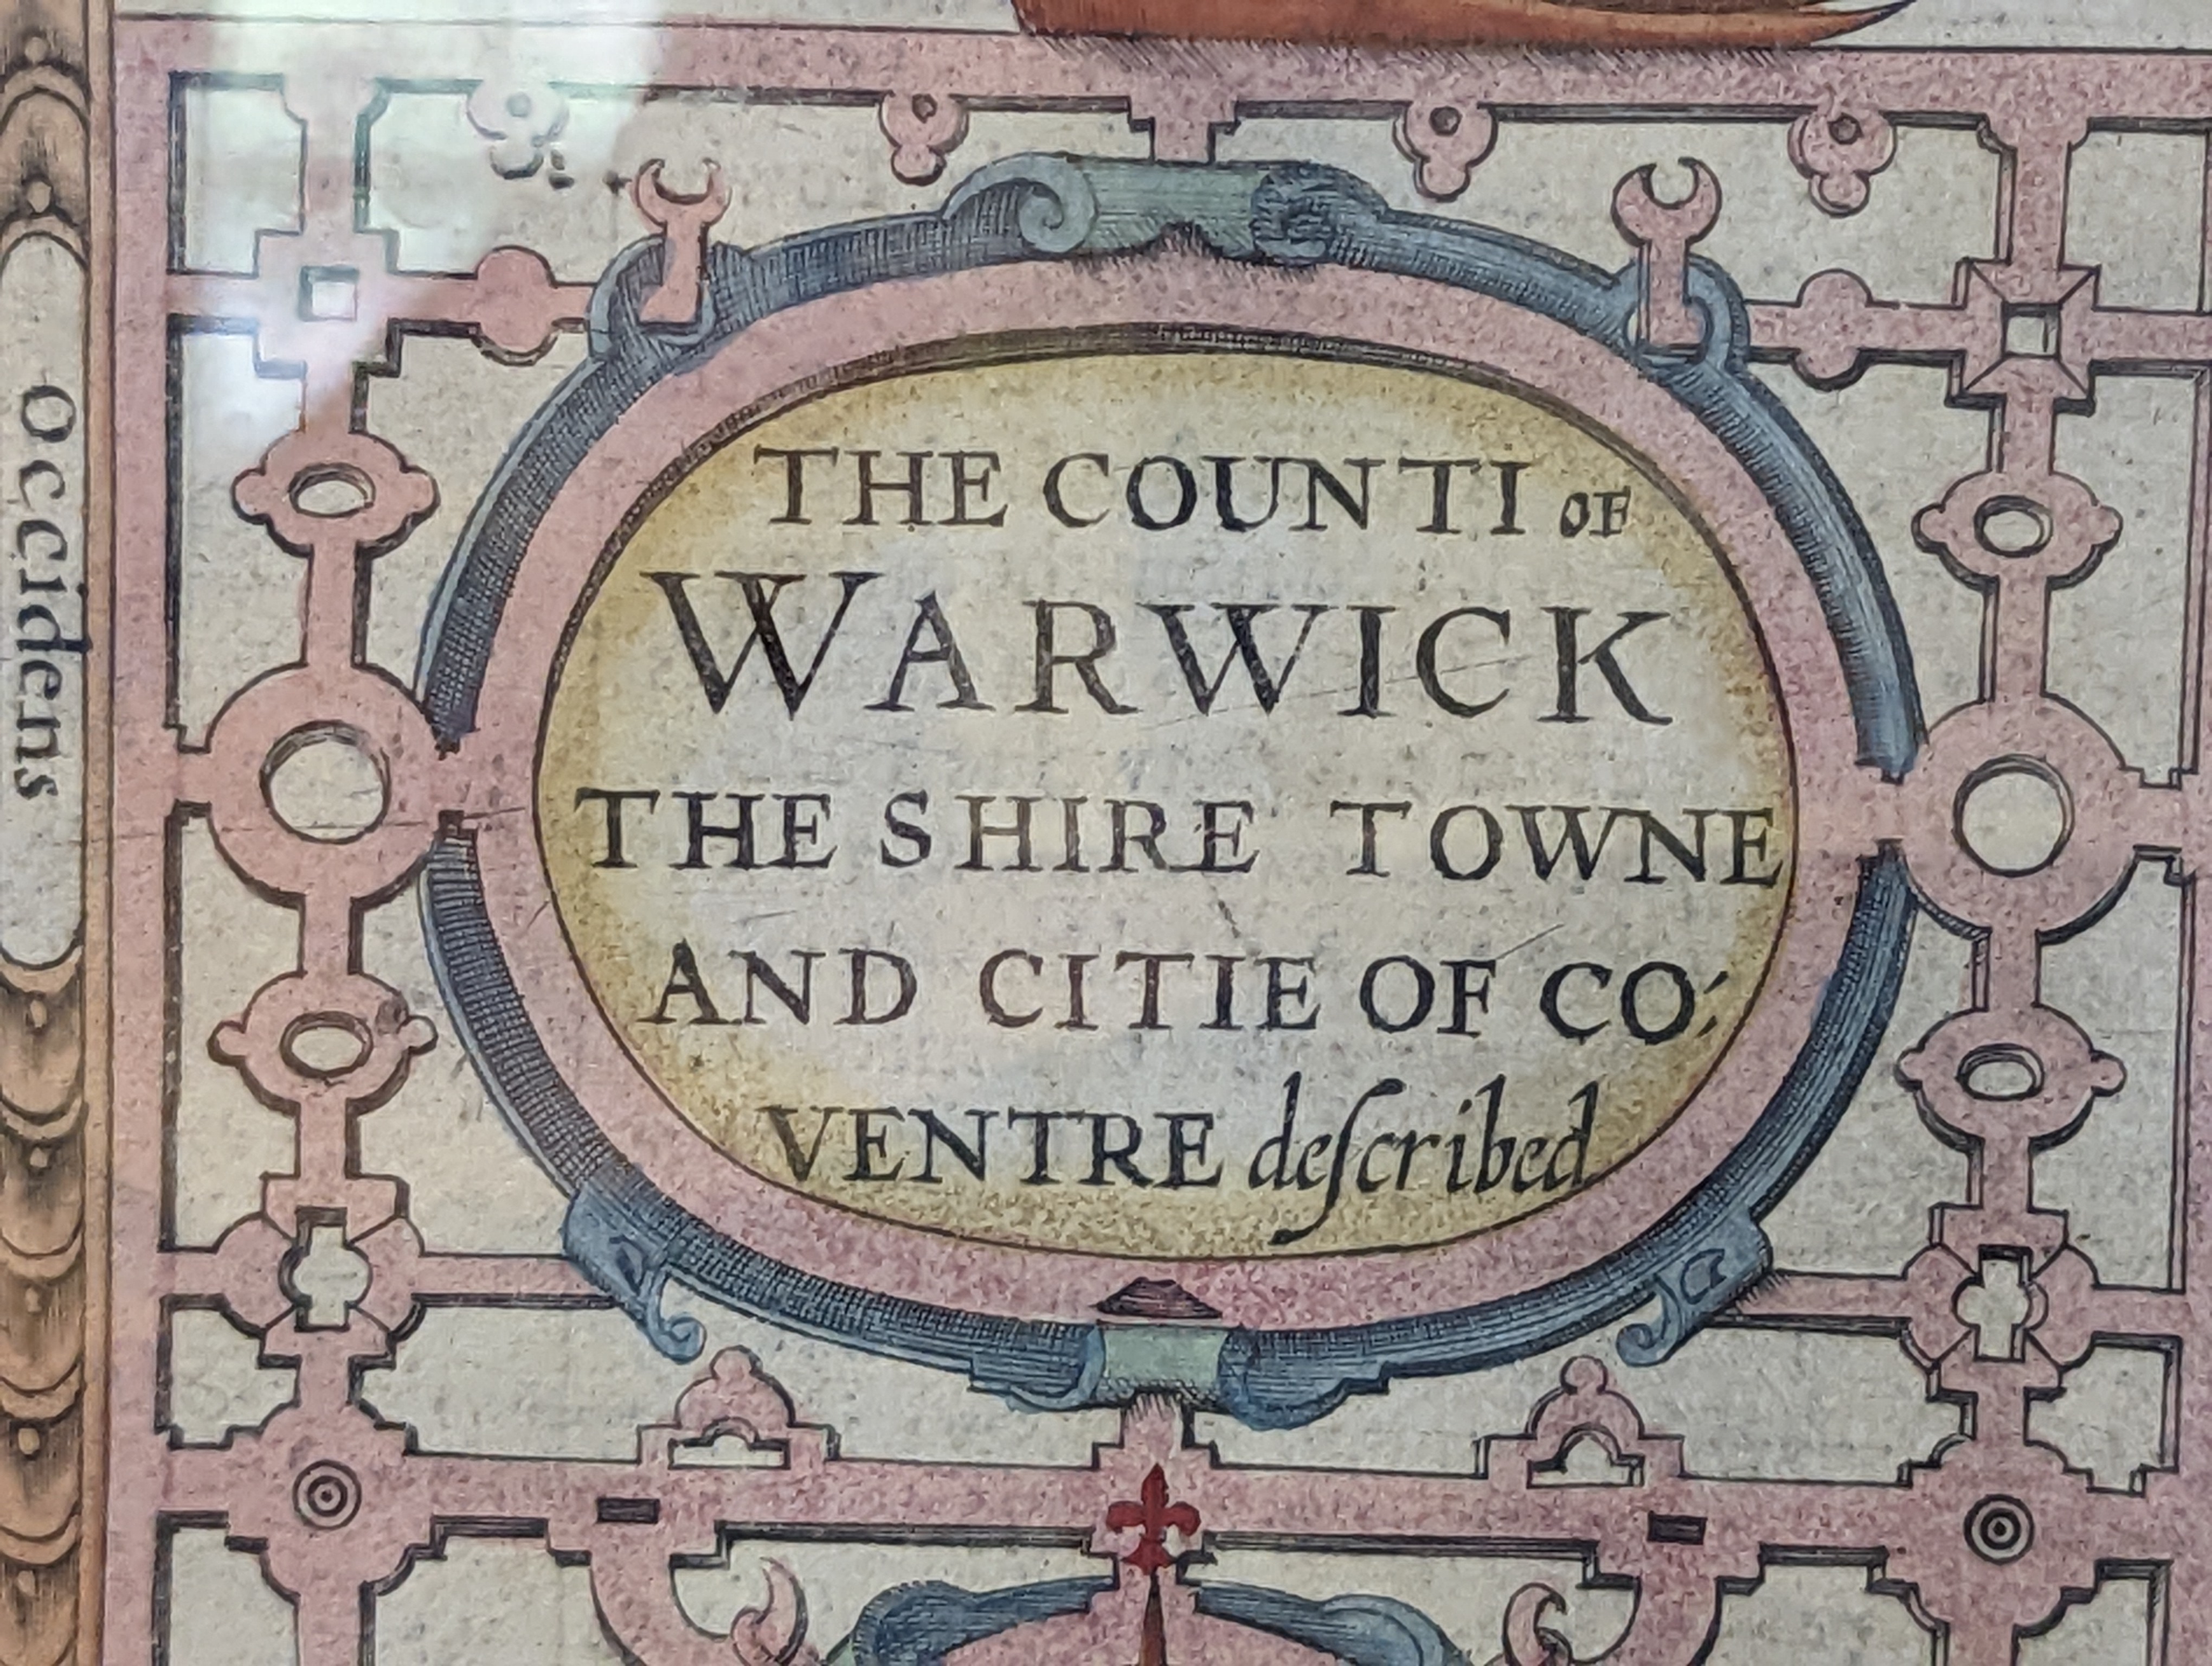 Occidens
THE COUNTI OF
WARWICK
THE SHIRE TOWNE
AND CITIE OF CO:
VENTRE deſcribed